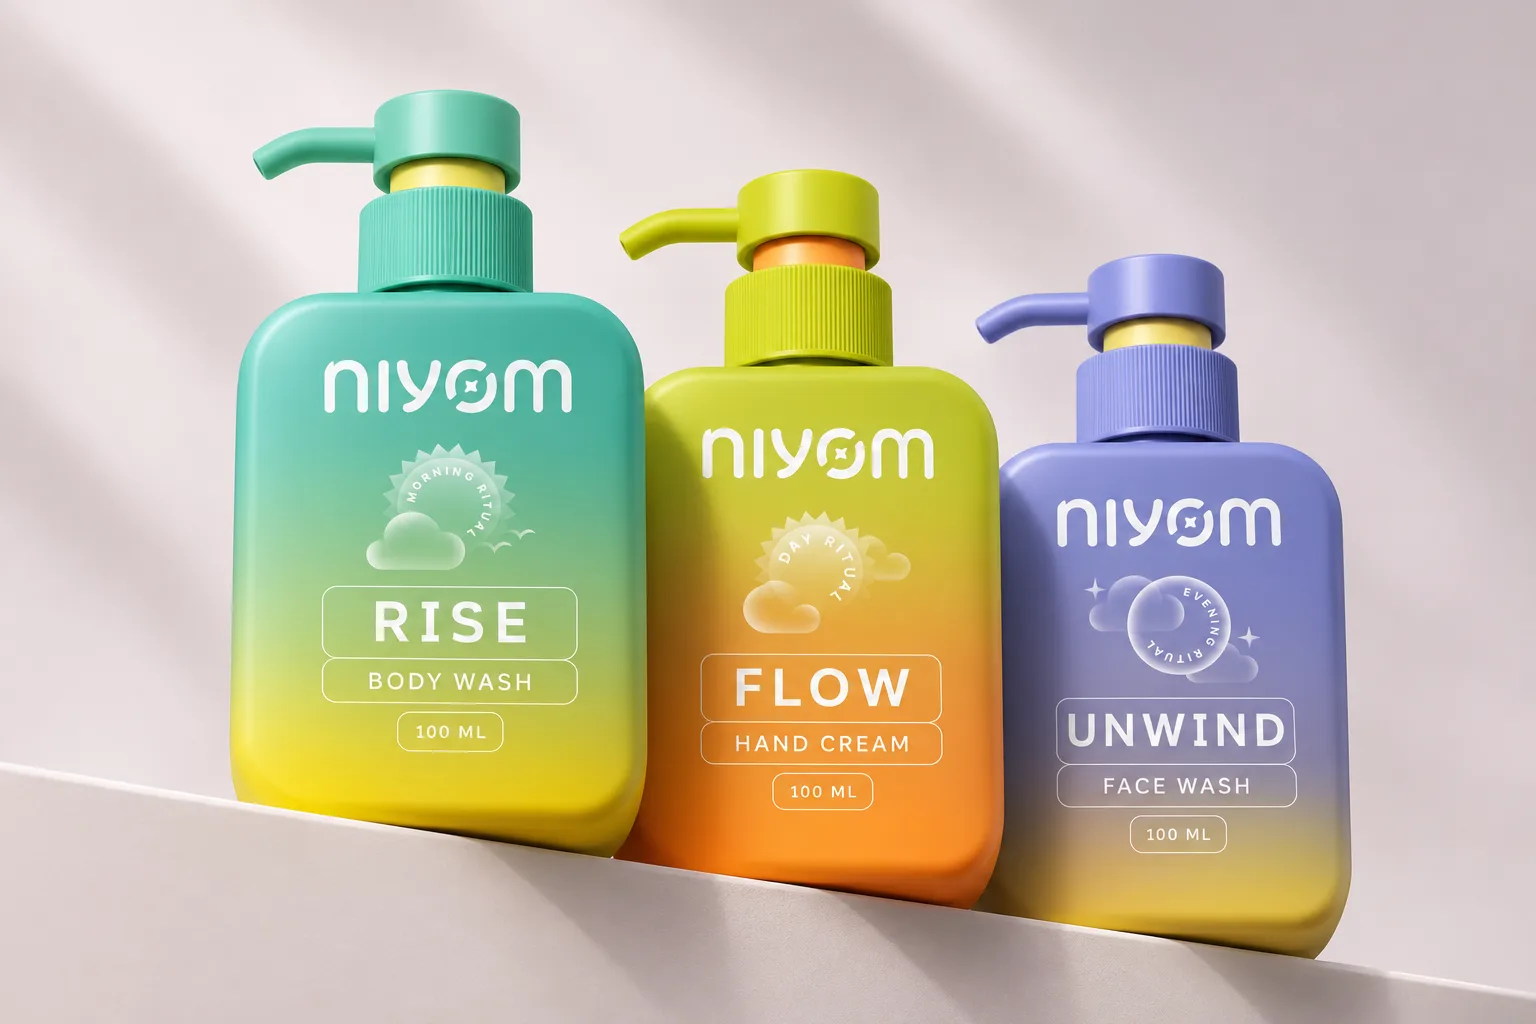 niyom
MORNING RITUAL
RISE
BODY WASH
100 ML
niyom
DAY RITUAL
FLOW
HAND CREAM
100 ML
niyom
EVENING RITUAL
UNWIND
FACE WASH
100 ML